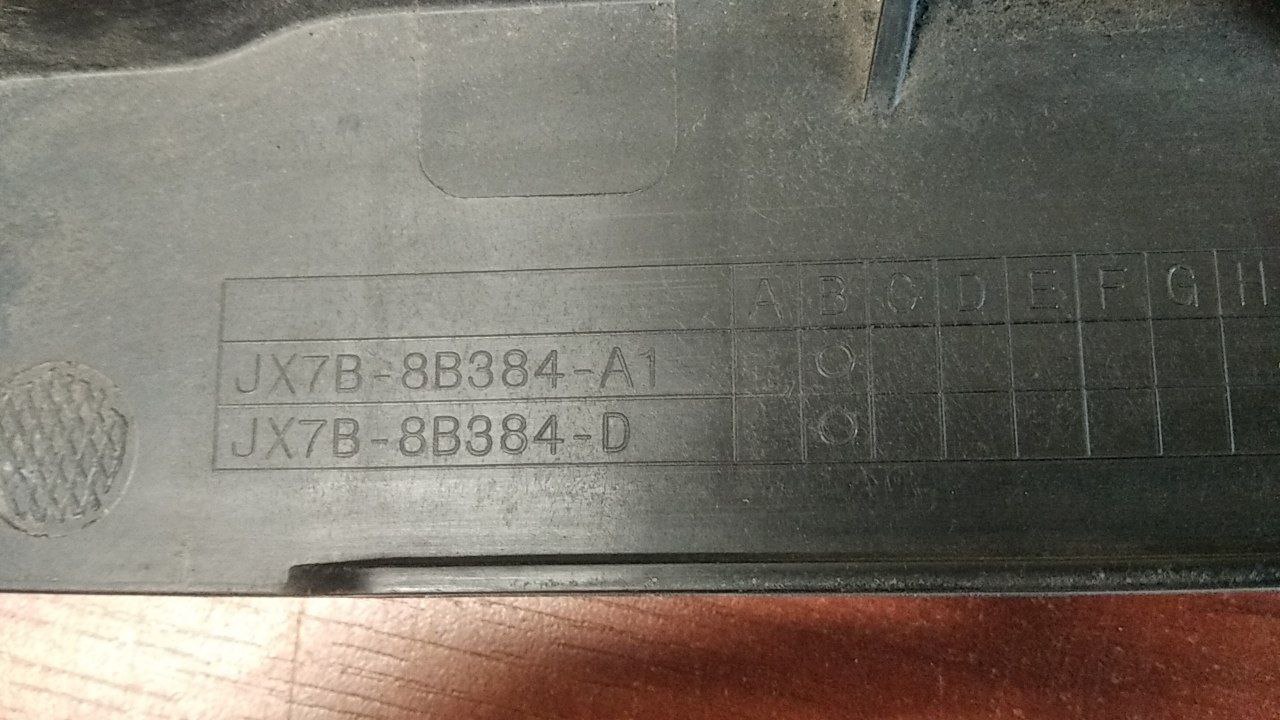 A B C D E F G H
JX7B-8B384-A1
JX7B-8B384-D